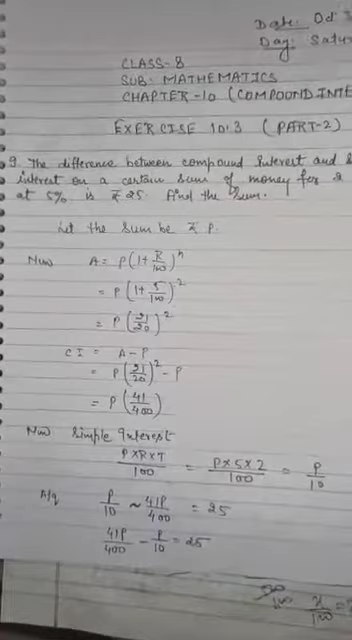 Date: Od 3
Day: Satur
CLASS-8
SUB- MATHEMATICS
CHAPTER-10 (COMPOUND INTE
EXERCISE 10.3 (PART-2)
9. The difference between compound Interest and S
interest on a certain sum of money for 2
at 5% is ₹25. Find the sum.
Let the sum be ₹ P.
Now A = P(1+R/100)^n
= P(1+5/100)^2
= P(21/20)^2
CI = A-P
= P(21/20)^2 - P
= P(41/400)
Now Simple Interest
P×R×T/100 = P×5×2/100 = P/10
A/q P/10 ~ 41P/400 = 25
41P/400 - P/10 = 25